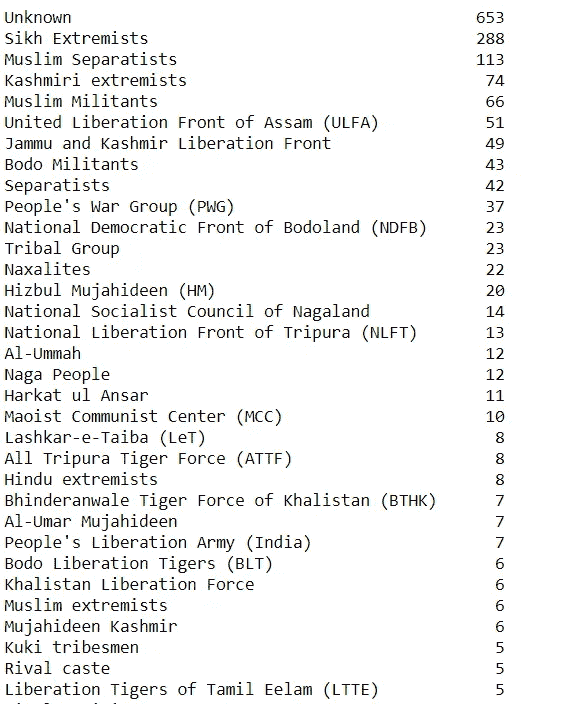 Unknown 653
Sikh Extremists 288
Muslim Separatists 113
Kashmiri extremists 74
Muslim Militants 66
United Liberation Front of Assam (ULFA) 51
Jammu and Kashmir Liberation Front 49
Bodo Militants 43
Separatists 42
People's War Group (PWG) 37
National Democratic Front of Bodoland (NDFB) 23
Tribal Group 23
Naxalites 22
Hizbul Mujahideen (HM) 20
National Socialist Council of Nagaland 14
National Liberation Front of Tripura (NLFT) 13
Al-Ummah 12
Naga People 12
Harkat ul Ansar 11
Maoist Communist Center (MCC) 10
Lashkar-e-Taiba (LeT) 8
All Tripura Tiger Force (ATTF) 8
Hindu extremists 8
Bhinderanwale Tiger Force of Khalistan (BTHK) 7
Al-Umar Mujahideen 7
People's Liberation Army (India) 7
Bodo Liberation Tigers (BLT) 6
Khalistan Liberation Force 6
Muslim extremists 6
Mujahideen Kashmir 6
Kuki tribesmen 5
Rival caste 5
Liberation Tigers of Tamil Eelam (LTTE) 5